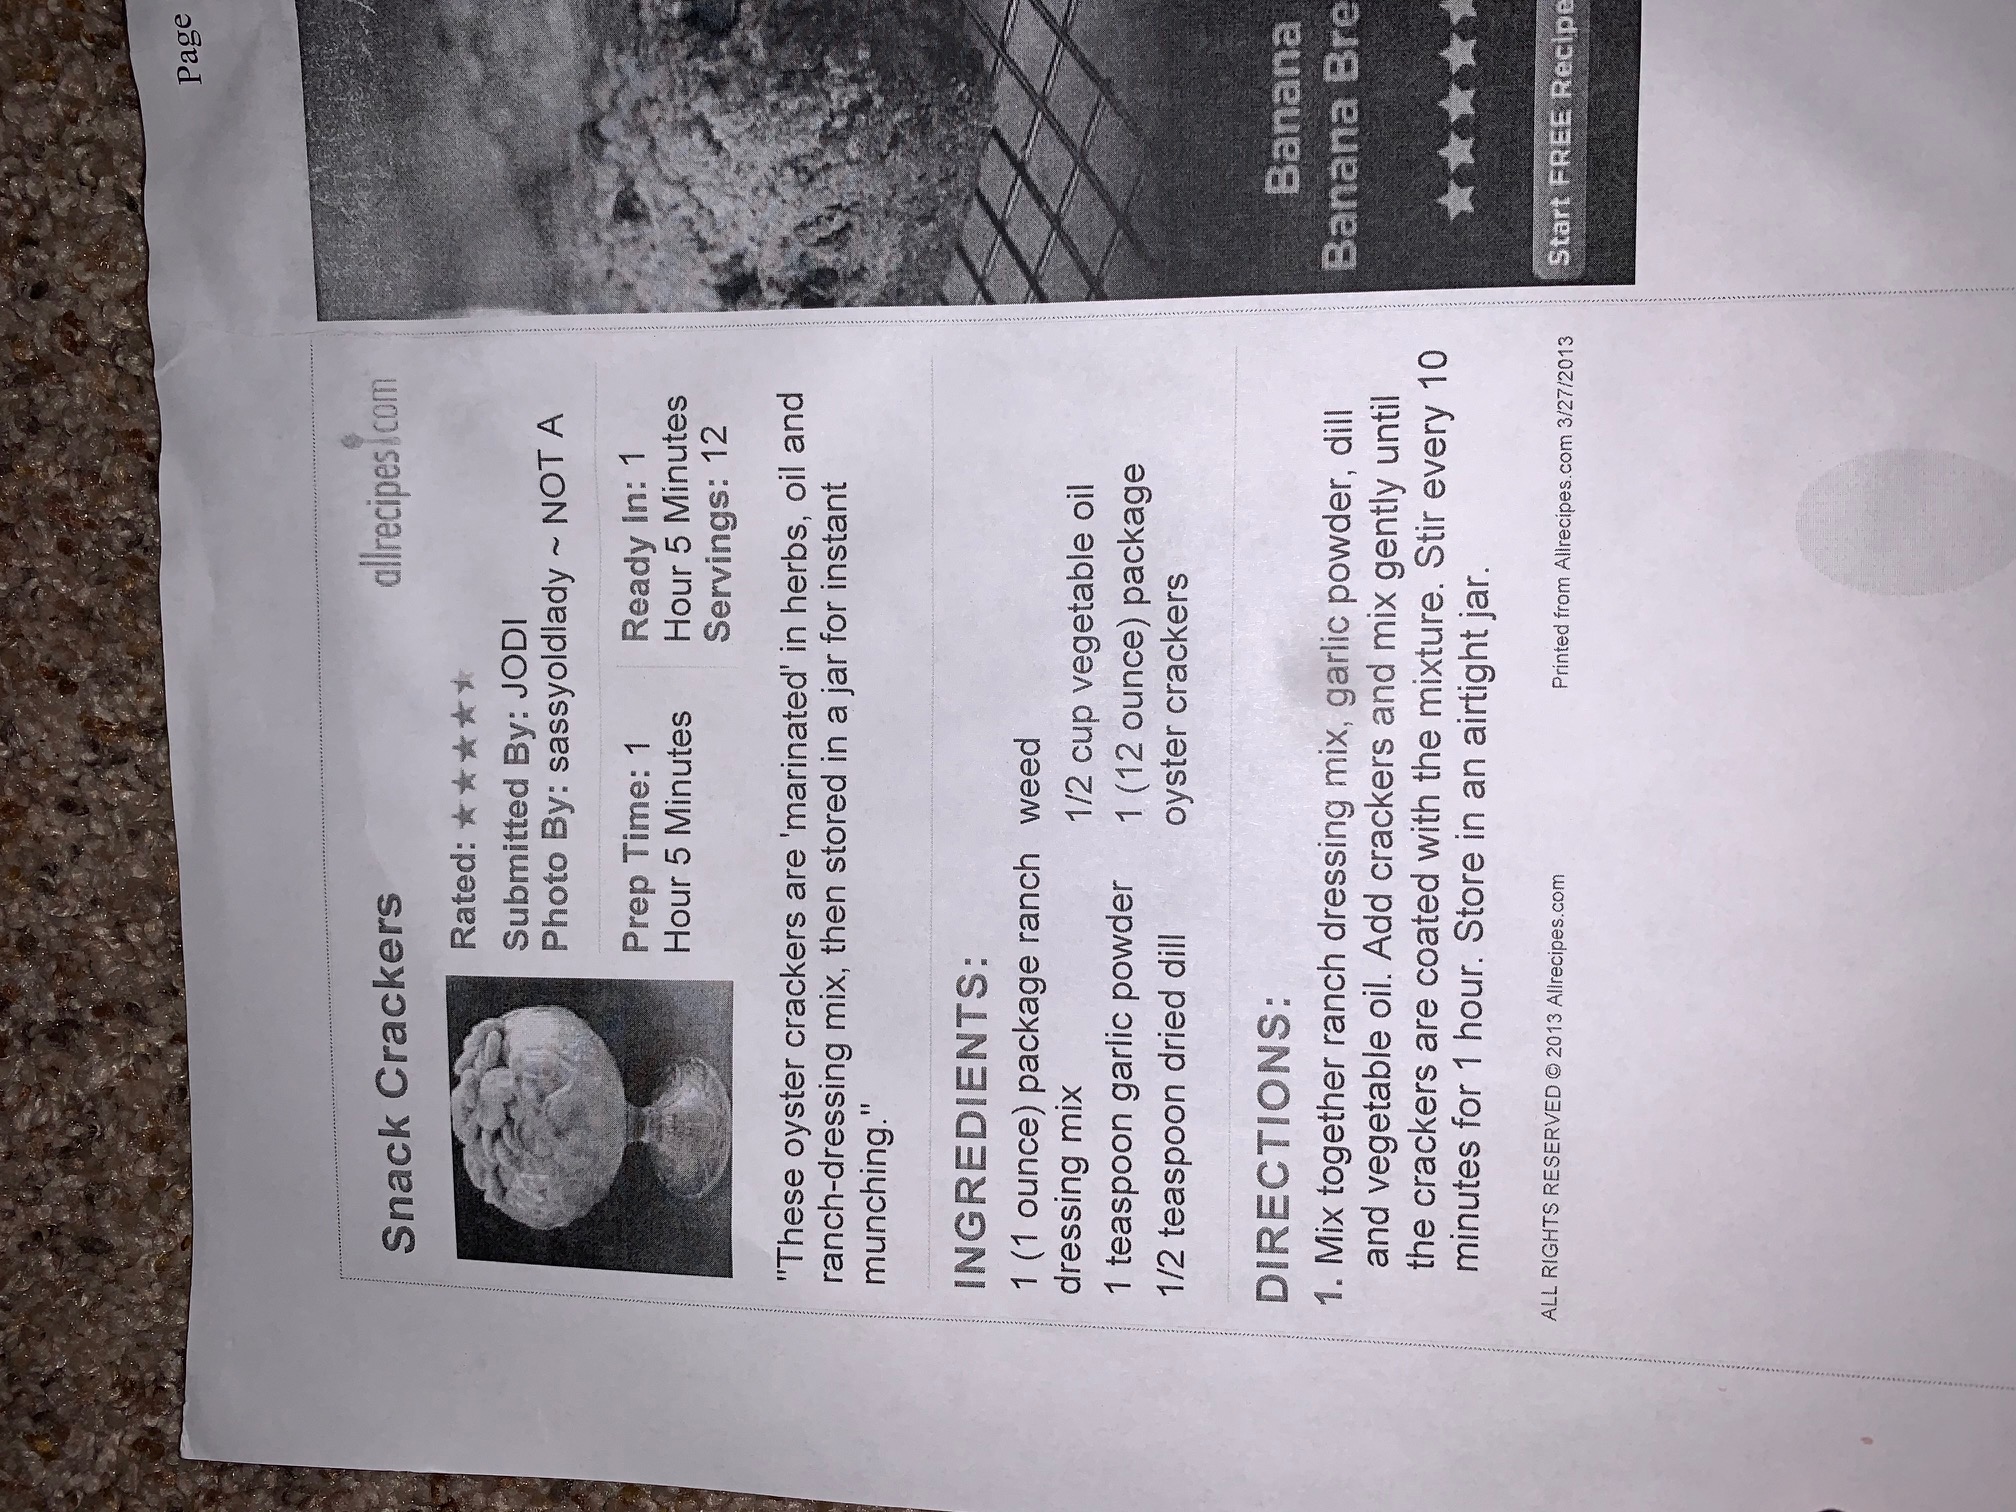 Page
Snack Crackers
allrecipes.com
Rated:
Submitted By: JODI
Photo By: sassyoldlady ~ NOT A
Prep Time: 1
Hour 5 Minutes
Ready In: 1
Hour 5 Minutes
Servings: 12
"These oyster crackers are 'marinated' in herbs, oil and
ranch-dressing mix, then stored in a jar for instant
munching."
INGREDIENTS:
1 (1 ounce) package ranch
dressing mix
1 teaspoon garlic powder
1/2 teaspoon dried dill
weed
1/2 cup vegetable oil
1 (12 ounce) package
oyster crackers
DIRECTIONS:
1. Mix together ranch dressing mix, garlic powder, dill
and vegetable oil. Add crackers and mix gently until
the crackers are coated with the mixture. Stir every 10
minutes for 1 hour. Store in an airtight jar.
ALL RIGHTS RESERVED © 2013 Allrecipes.com
Printed from Allrecipes.com 3/27/2013
Banana
Banana Bre
Start FREE Recipe